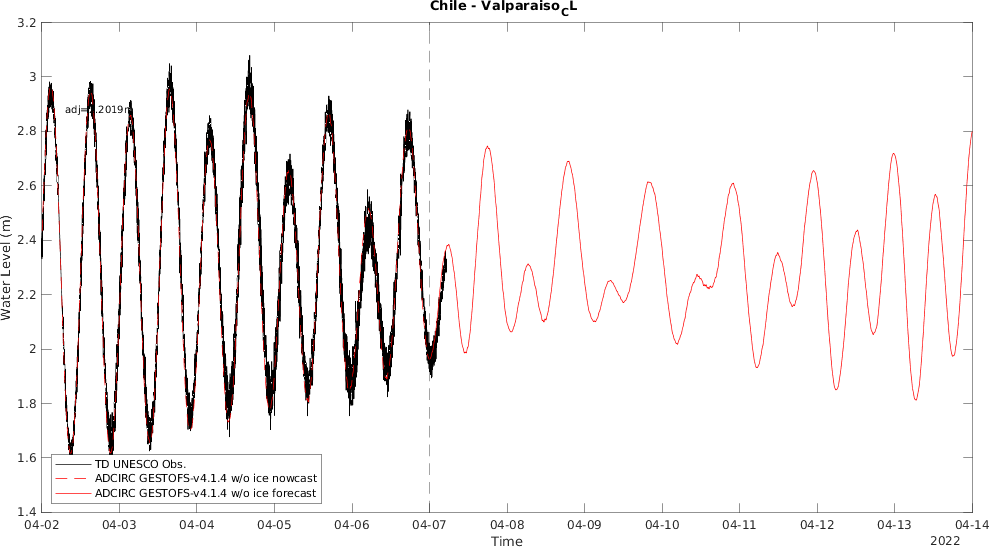 Chile - Valparaiso_CL
3.2
3
2.8
2.6
2.4
2.2
2
1.8
1.6
1.4
Water Level (m)
TD UNESCO Obs.
ADCIRC GESTOFS-v4.1.4 w/o ice nowcast
ADCIRC GESTOFS-v4.1.4 w/o ice forecast
04-02 04-03 04-04 04-05 04-06 04-07 04-08 04-09 04-10 04-11 04-12 04-13 04-14
Time
2022